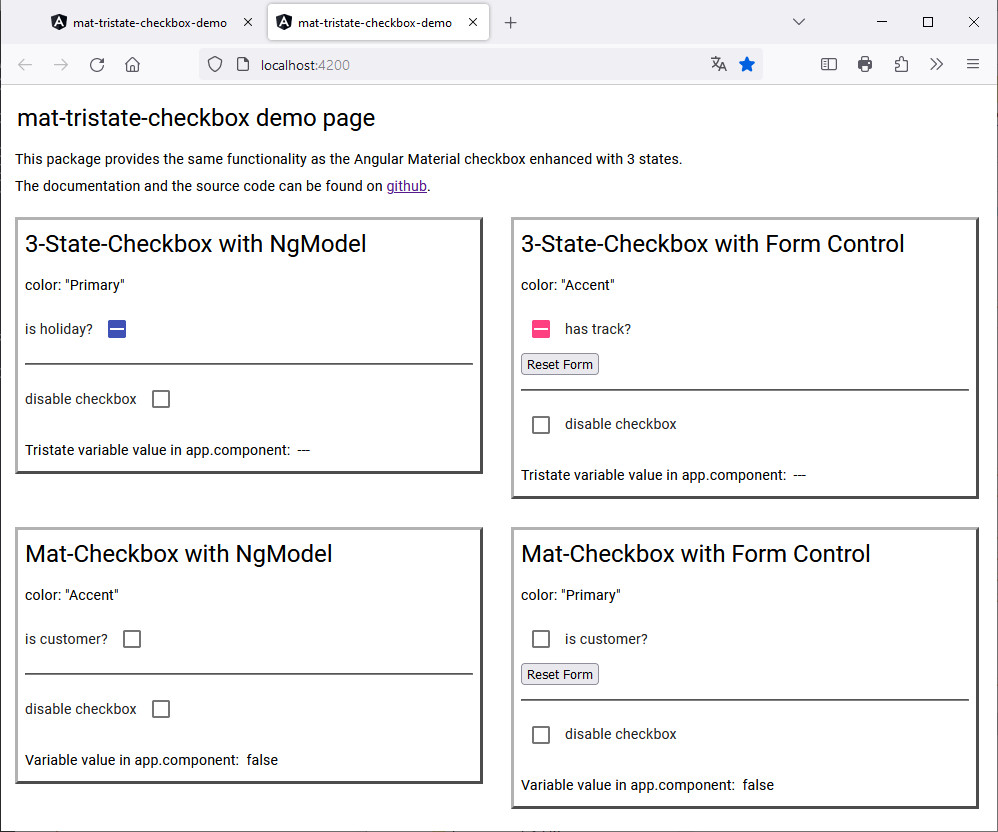 mat-tristate-checkbox-demo
mat-tristate-checkbox-demo
localhost:4200
mat-tristate-checkbox demo page
This package provides the same functionality as the Angular Material checkbox enhanced with 3 states.
The documentation and the source code can be found on github.
3-State-Checkbox with NgModel
color: "Primary"
is holiday?
disable checkbox
Tristate variable value in app.component: ---
3-State-Checkbox with Form Control
color: "Accent"
has track?
Reset Form
disable checkbox
Tristate variable value in app.component: ---
Mat-Checkbox with NgModel
color: "Accent"
is customer?
disable checkbox
Variable value in app.component: false
Mat-Checkbox with Form Control
color: "Primary"
is customer?
Reset Form
disable checkbox
Variable value in app.component: false